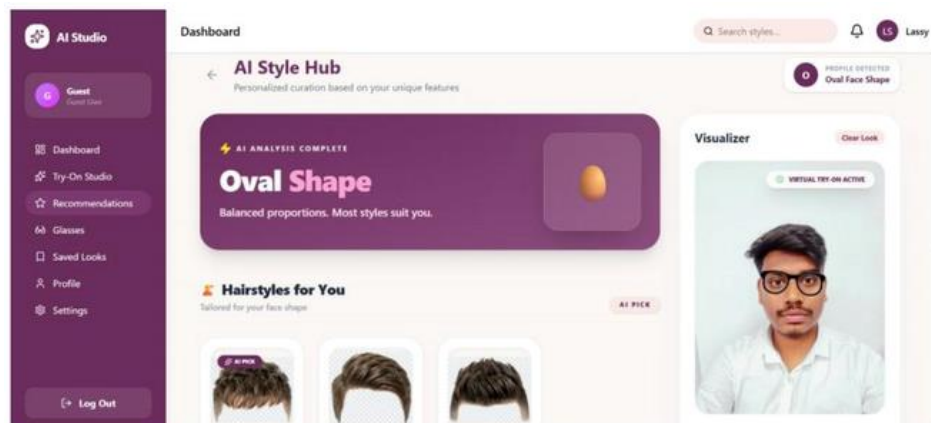 AI Studio
Guest
Guest User
Dashboard
Try-On Studio
Recommendations
Glasses
Saved Looks
Profile
Settings
Log Out
Dashboard
Search styles...
LS
Lassy
AI Style Hub
Personalized curation based on your unique features
O
PROFILE DETECTED
Oval Face Shape
AI ANALYSIS COMPLETE
Oval Shape
Balanced proportions. Most styles suit you.
Hairstyles for You
Tailored for your face shape
AI PICK
AI PICK
Visualizer
Clear Look
VIRTUAL TRY-ON ACTIVE
G